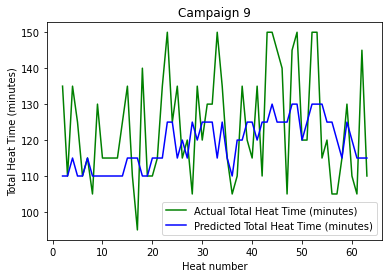 Campaign 9
Total Heat Time (minutes)
150
140
130
120
110
100
Actual Total Heat Time (minutes)
Predicted Total Heat Time (minutes)
0
10
20
30
40
50
60
Heat number